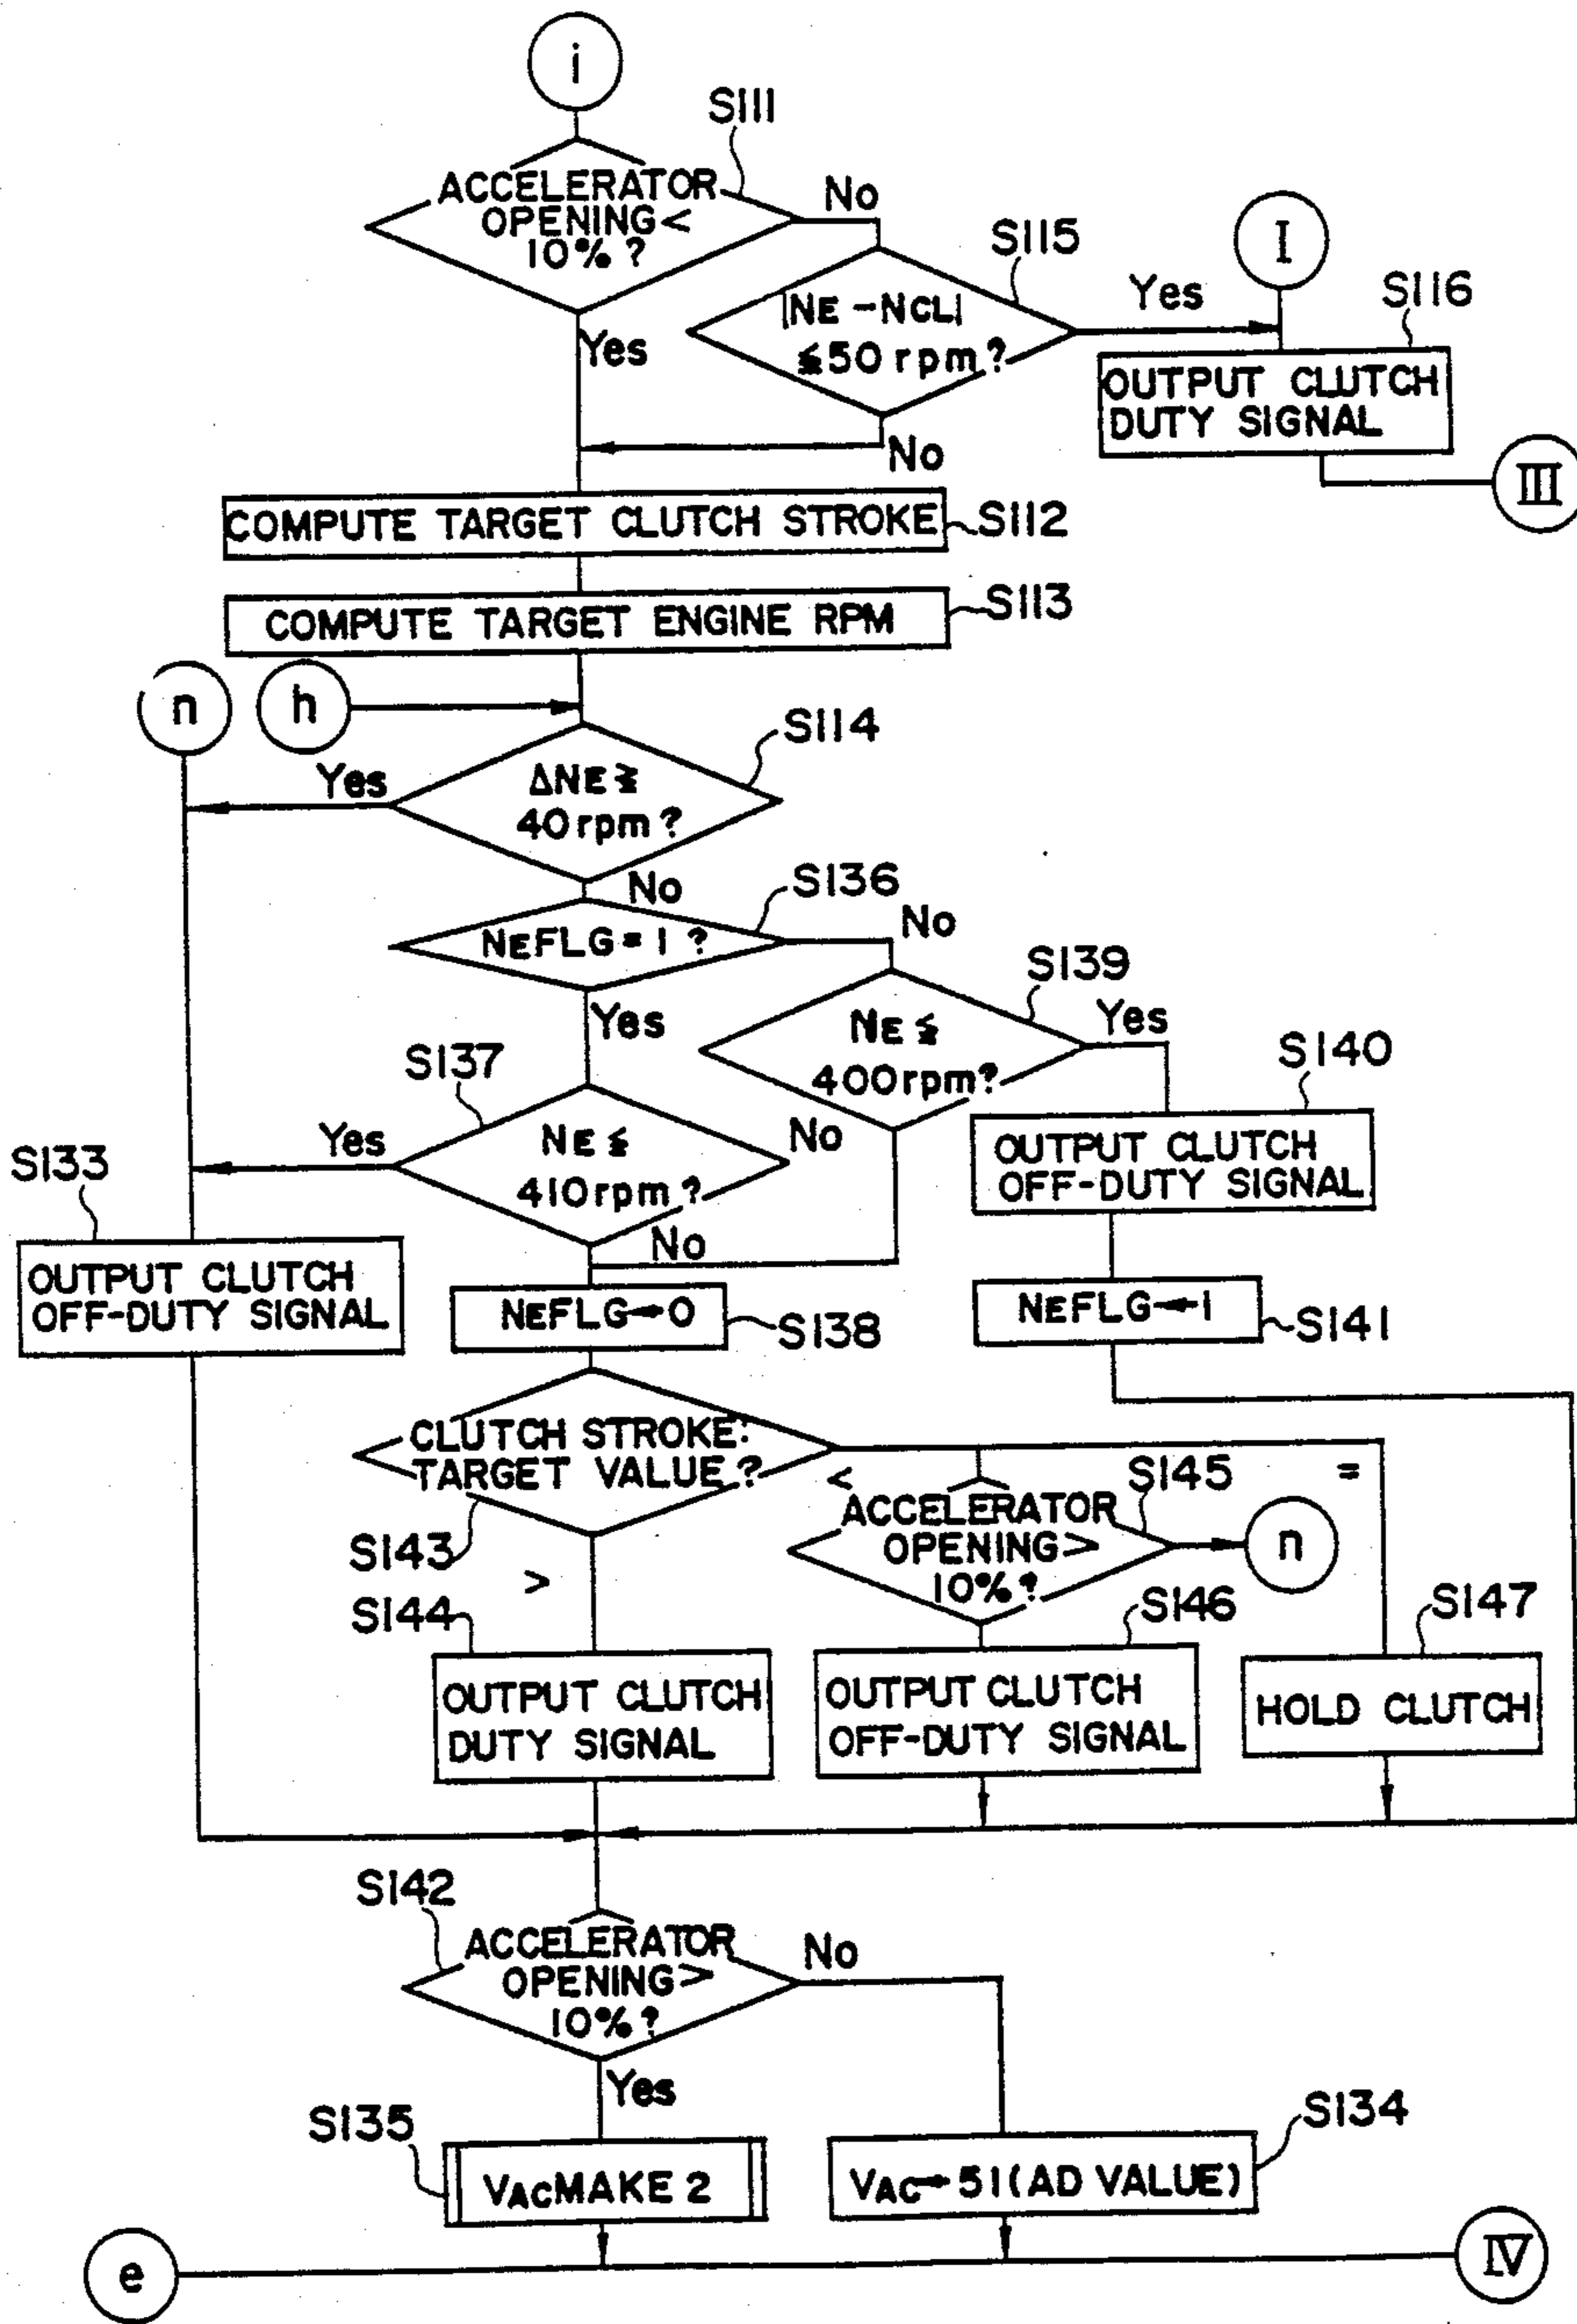 i
S111
ACCELERATOR
OPENING<
10% ?
No
Yes
S115
|NE -NCL|
≦50 rpm?
Yes
No
I
S116
OUTPUT CLUTCH
DUTY SIGNAL
III
COMPUTE TARGET CLUTCH STROKE
S112
COMPUTE TARGET ENGINE RPM
S113
n
h
S114
ΔNE ≧
40rpm ?
Yes
No
S136
NEFLG = 1 ?
No
Yes
S139
NE ≦
400rpm?
Yes
No
S137
NE ≦
410rpm ?
Yes
No
S140
OUTPUT CLUTCH
OFF-DUTY SIGNAL
S133
OUTPUT CLUTCH
OFF-DUTY SIGNAL
NEFLG←0
S138
NEFLG←1
S141
CLUTCH STROKE:
TARGET VALUE ?
S143
<
=
>
S145
ACCELERATOR
OPENING>
10% ?
n
S144
OUTPUT CLUTCH
DUTY SIGNAL
S146
OUTPUT CLUTCH
OFF-DUTY SIGNAL
S147
HOLD CLUTCH
S142
ACCELERATOR
OPENING>
10% ?
No
Yes
S135
VACMAKE 2
S134
VAC←51(AD VALUE)
e
IV